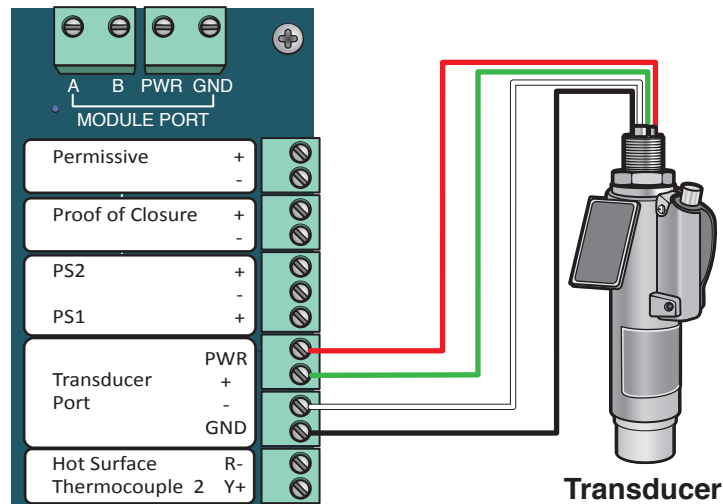 A B PWR GND
MODULE PORT
Permissive +
-
Proof of Closure +
-
PS2 +
-
PS1 +
PWR
Transducer +
Port -
GND
Hot Surface R-
Thermocouple 2 Y+
Transducer